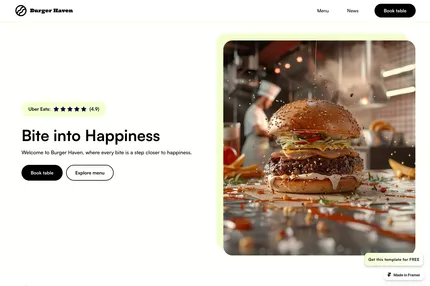 Burger Haven
Menu
News
Book table
Uber Eats: ★★★★★ (4.9)
Bite into Happiness
Welcome to Burger Haven, where every bite is a step closer to happiness.
Book table
Explore menu
Get this template for FREE
Made in Framer